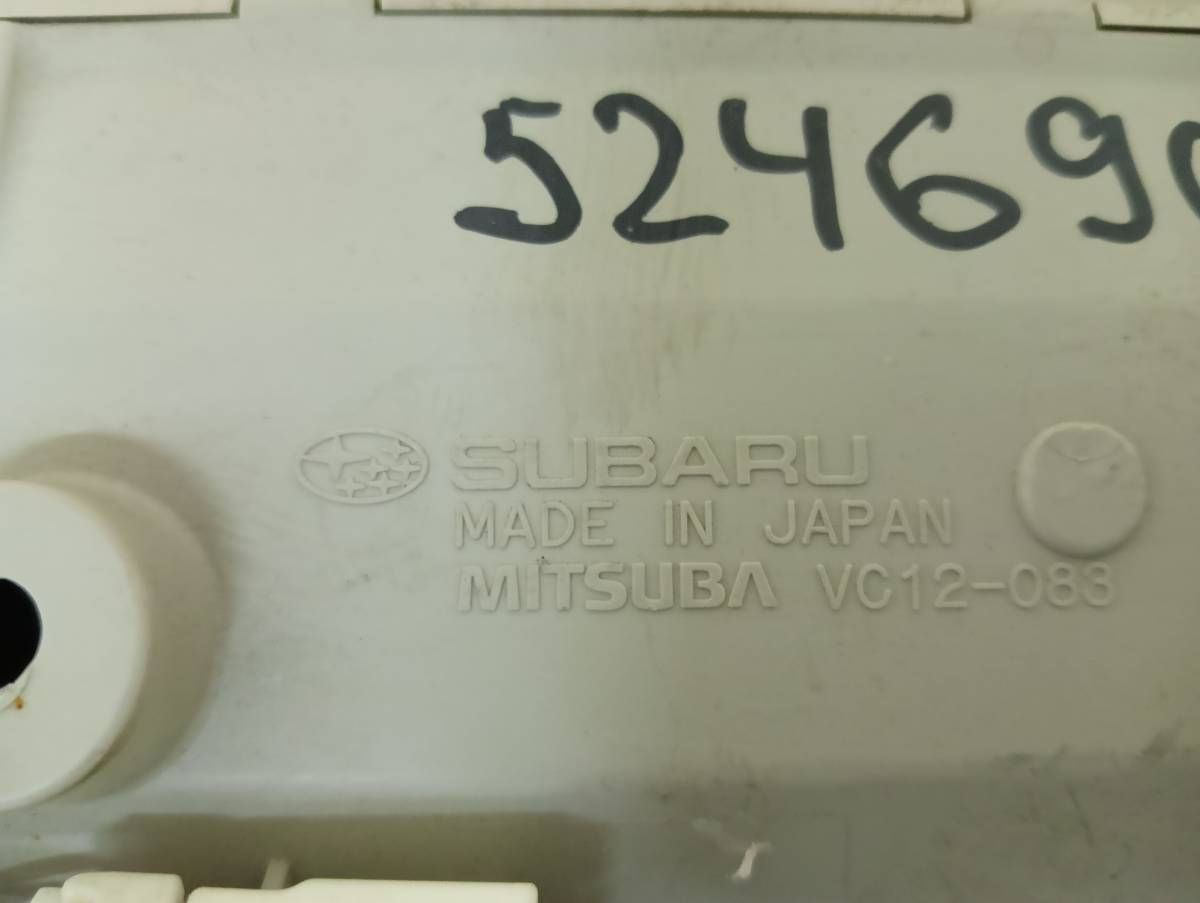 52469
SUBARU
MADE IN JAPAN
MITSUBA VC12-083